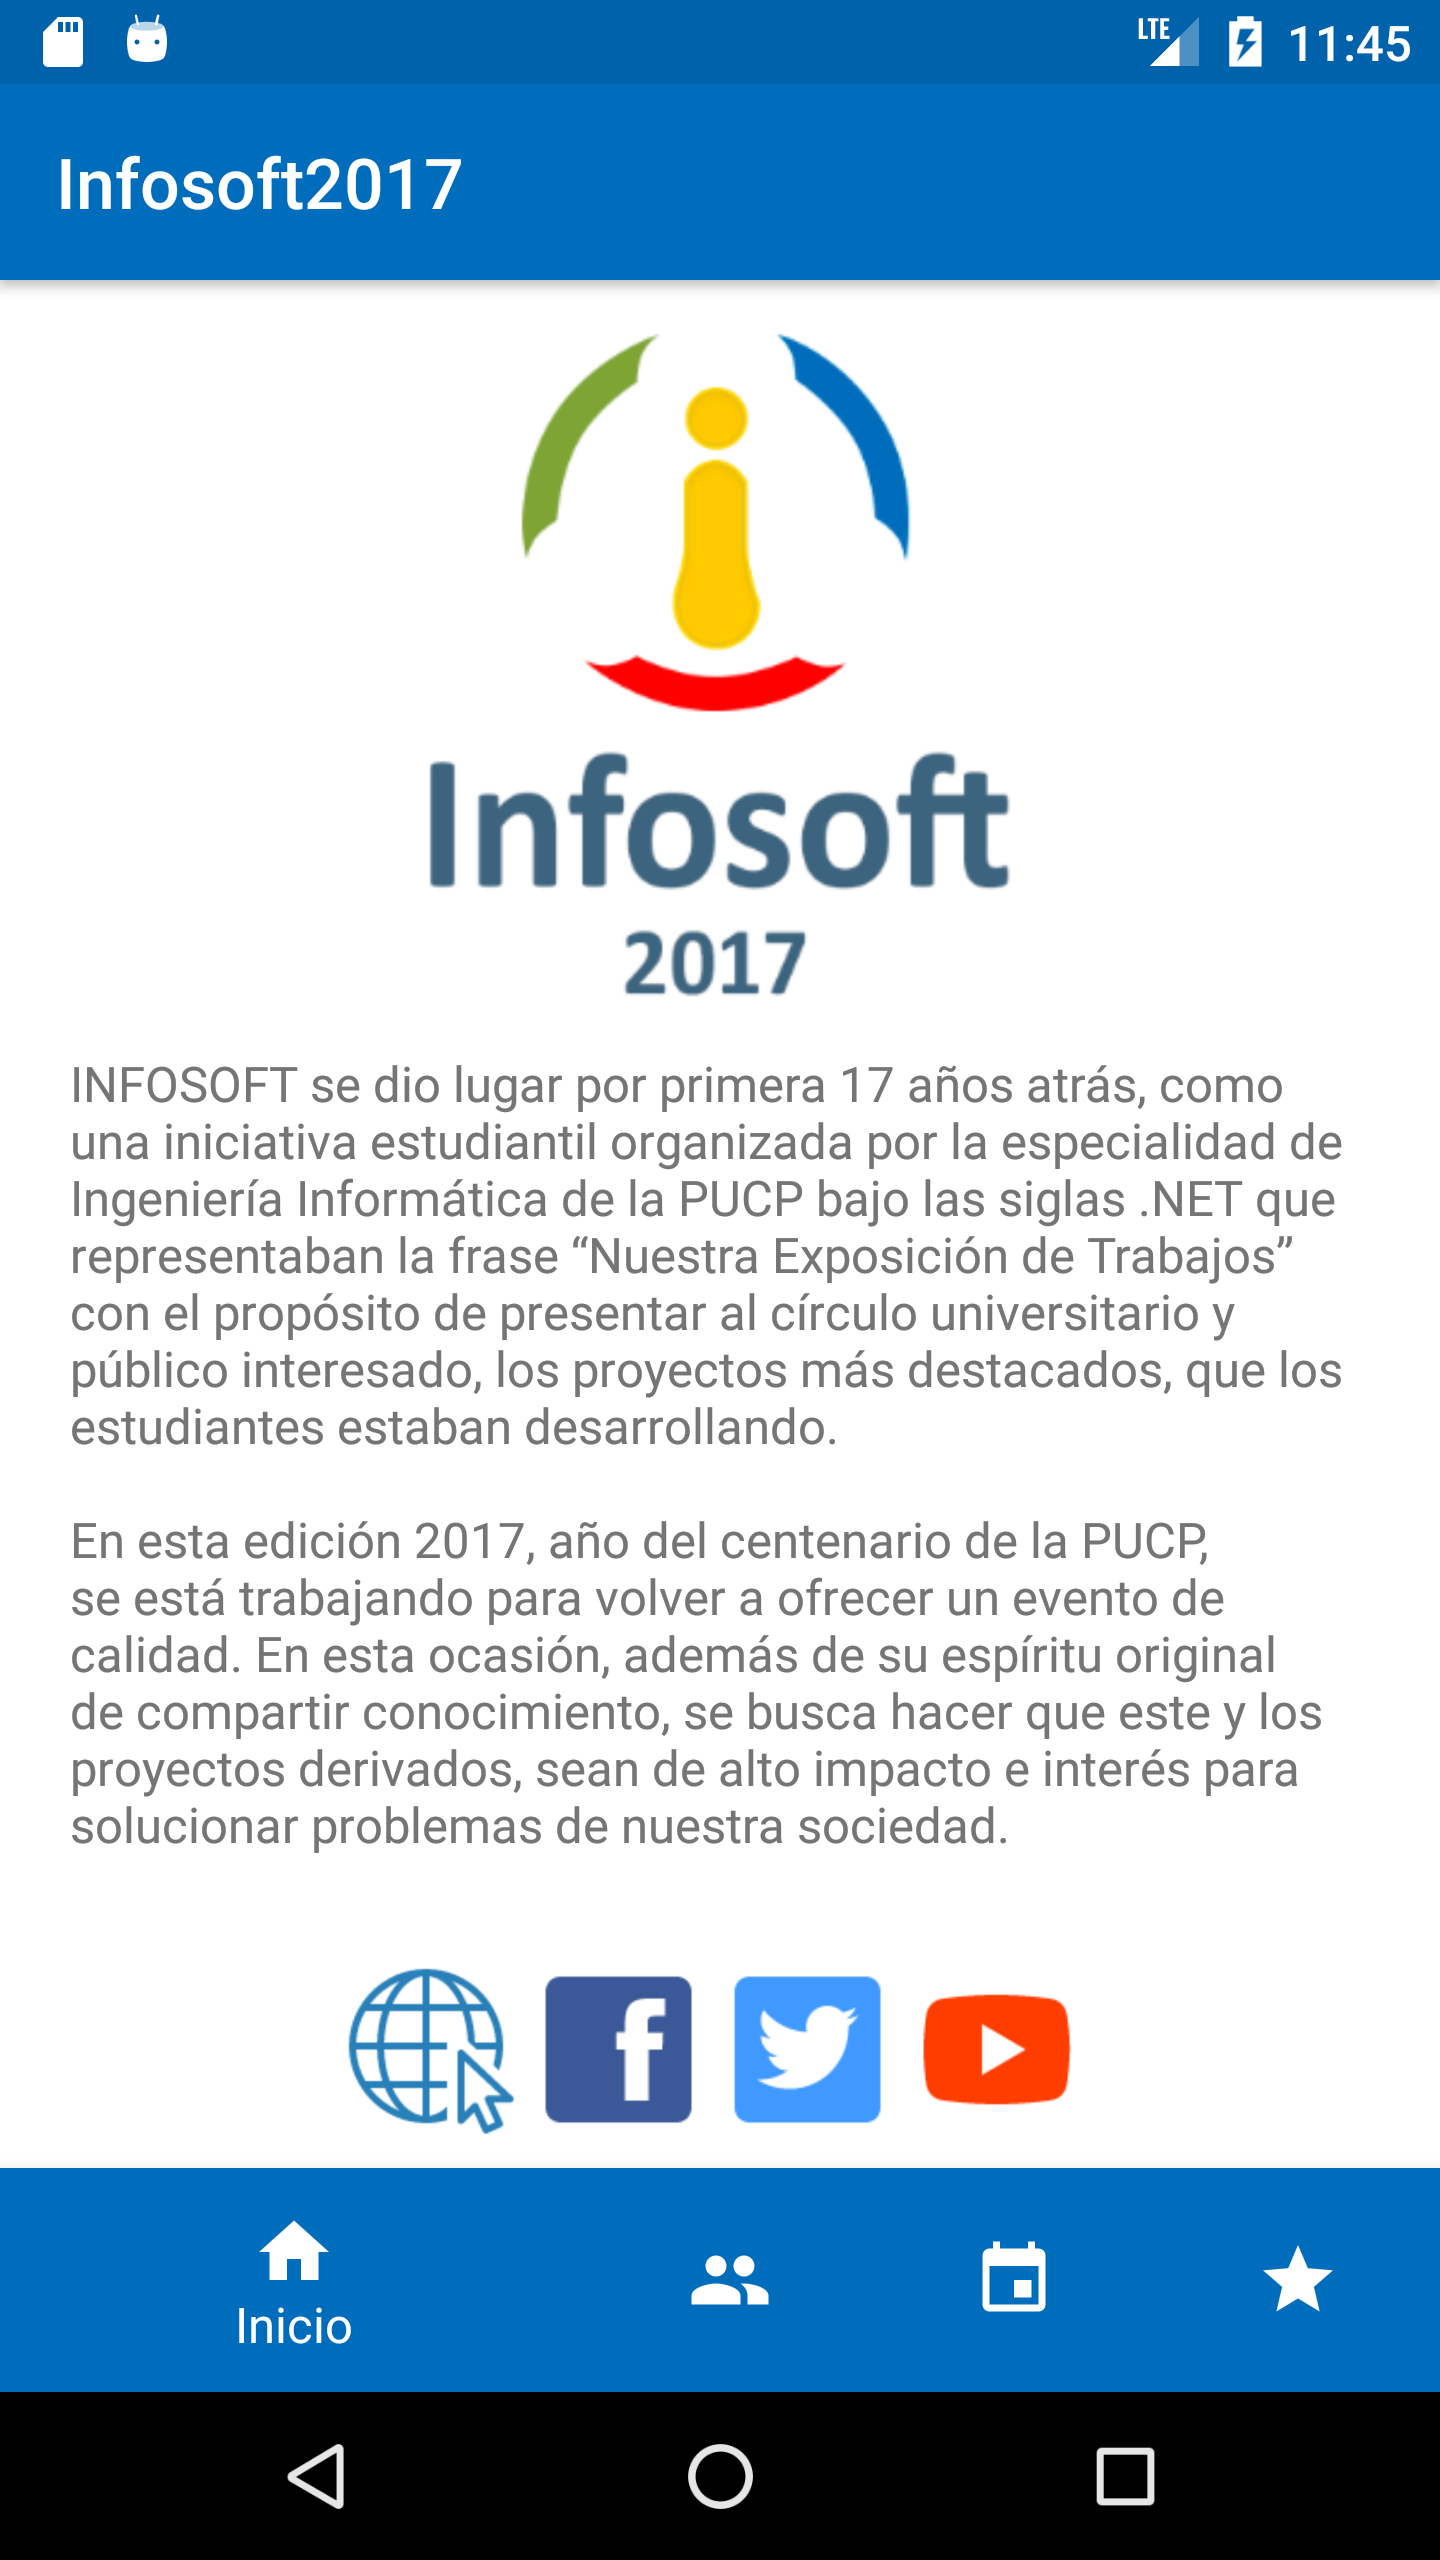 LTE 11:45
Infosoft2017
Infosoft
2017
INFOSOFT se dio lugar por primera 17 años atrás, como
una iniciativa estudiantil organizada por la especialidad de
Ingeniería Informática de la PUCP bajo las siglas .NET que
representaban la frase “Nuestra Exposición de Trabajos”
con el propósito de presentar al círculo universitario y
público interesado, los proyectos más destacados, que los
estudiantes estaban desarrollando.
En esta edición 2017, año del centenario de la PUCP,
se está trabajando para volver a ofrecer un evento de
calidad. En esta ocasión, además de su espíritu original
de compartir conocimiento, se busca hacer que este y los
proyectos derivados, sean de alto impacto e interés para
solucionar problemas de nuestra sociedad.
f
Inicio